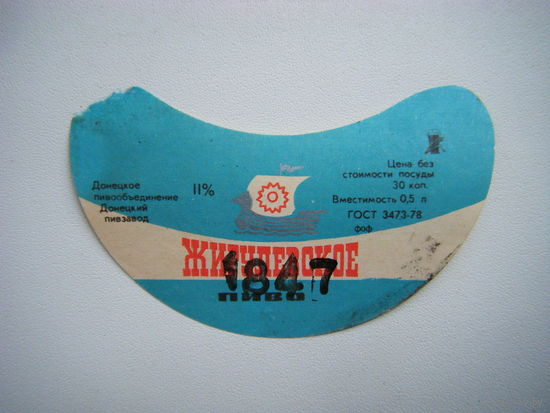 Донецкое
пивообъединение
Донецкий
пивзавод
11%
Цена без
стоимости посуды
30 коп.
Вместимость 0,5 л
ГОСТ 3473-78
фоф
ЖИГУЛЕВСКОЕ
1847
ПИВО